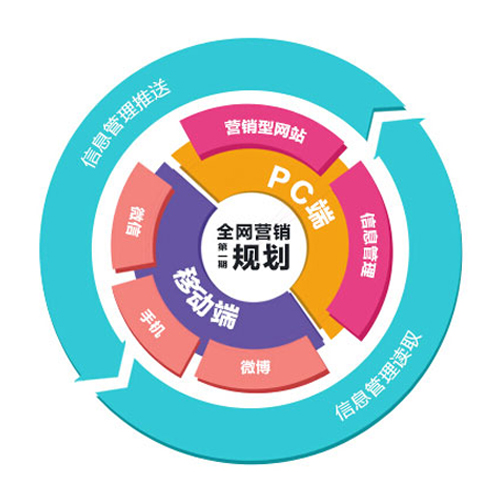 信息管理推送
营销型网站
PC端
信息管理
全网营销
第一期
规划
微信
移动端
手机
微博
信息管理读取